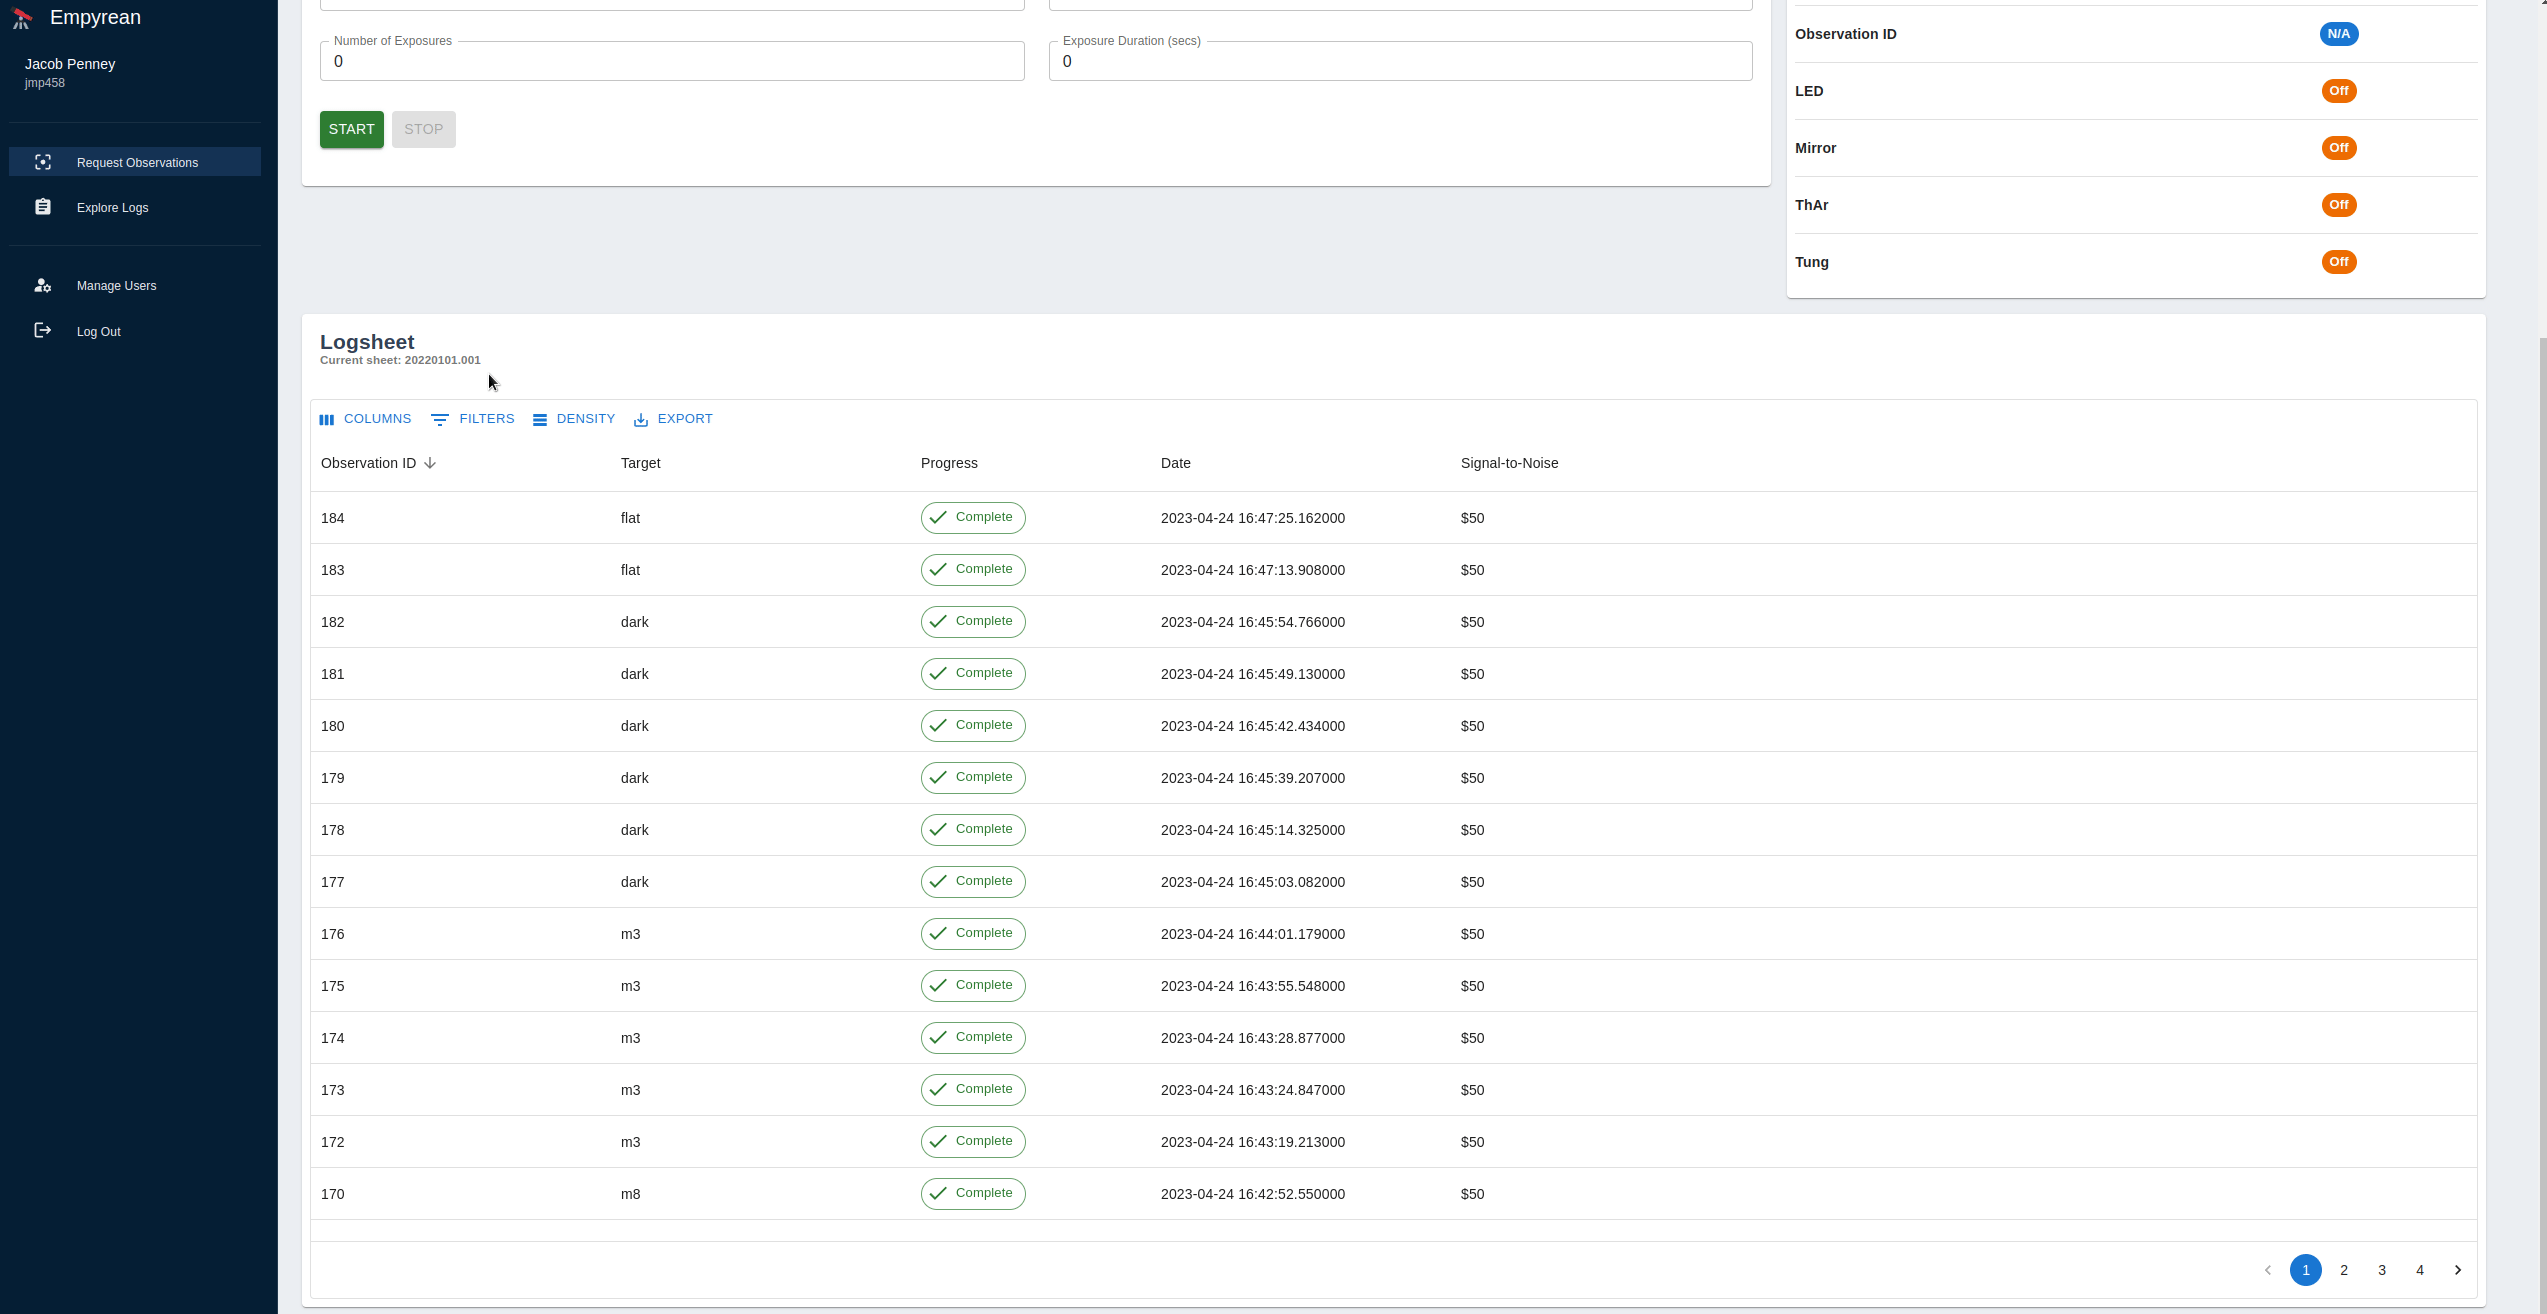 Empyrean
Jacob Penney
jmp458
Request Observations
Explore Logs
Manage Users
Log Out
Number of Exposures
0
Exposure Duration (secs)
0
START
STOP
Observation ID N/A
LED Off
Mirror Off
ThAr Off
Tung Off
Logsheet
Current sheet: 20220101.001
COLUMNS FILTERS DENSITY EXPORT
Observation ID Target Progress Date Signal-to-Noise
184 flat Complete 2023-04-24 16:47:25.162000 $50
183 flat Complete 2023-04-24 16:47:13.908000 $50
182 dark Complete 2023-04-24 16:45:54.766000 $50
181 dark Complete 2023-04-24 16:45:49.130000 $50
180 dark Complete 2023-04-24 16:45:42.434000 $50
179 dark Complete 2023-04-24 16:45:39.207000 $50
178 dark Complete 2023-04-24 16:45:14.325000 $50
177 dark Complete 2023-04-24 16:45:03.082000 $50
176 m3 Complete 2023-04-24 16:44:01.179000 $50
175 m3 Complete 2023-04-24 16:43:55.548000 $50
174 m3 Complete 2023-04-24 16:43:28.877000 $50
173 m3 Complete 2023-04-24 16:43:24.847000 $50
172 m3 Complete 2023-04-24 16:43:19.213000 $50
170 m8 Complete 2023-04-24 16:42:52.550000 $50
1 2 3 4